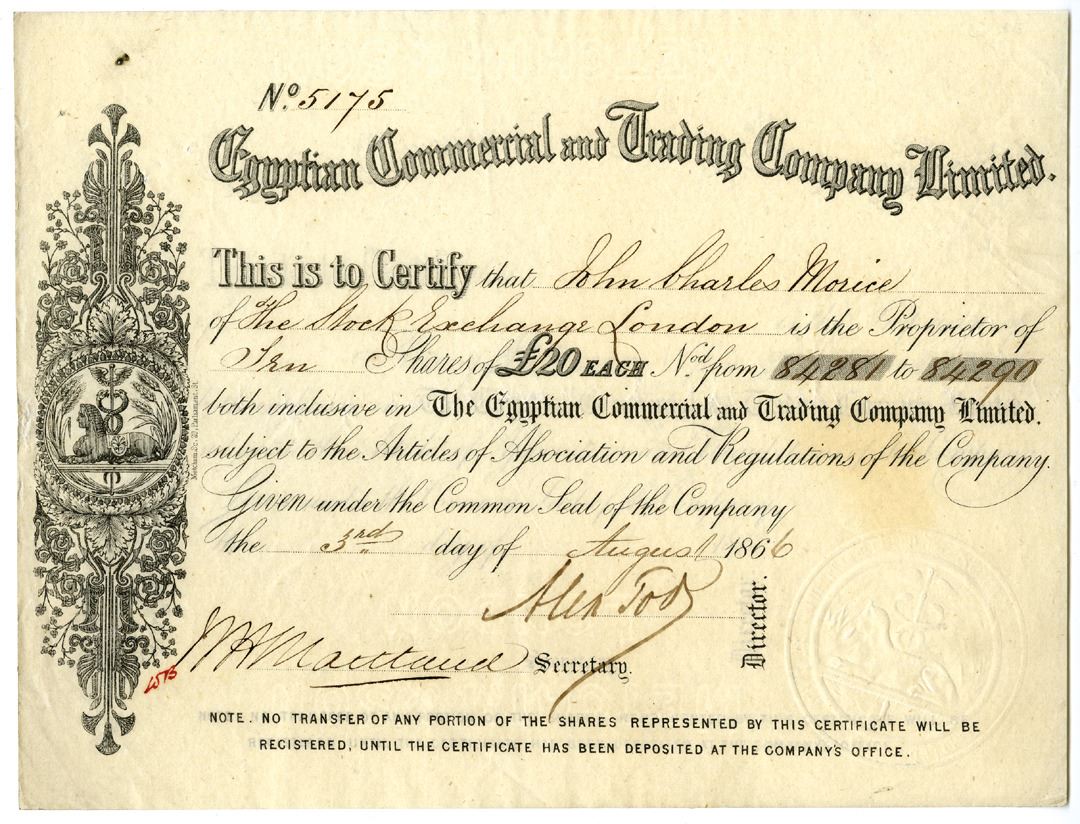 No. 5175
Egyptian Commercial and Trading Company Limited.
This is to Certify that John Charles Morice
of The Stock Exchange London is the Proprietor of
Ten Shares of £20 EACH Nod. from 84281 to 84290
both inclusive in The Egyptian Commercial and Trading Company Limited.
subject to the Articles of Association and Regulations of the Company.
Given under the Common Seal of the Company
the 3rd day of August 1866
Alex Tod
Director.
Secretary.
NOTE. NO TRANSFER OF ANY PORTION OF THE SHARES REPRESENTED BY THIS CERTIFICATE WILL BE
REGISTERED, UNTIL THE CERTIFICATE HAS BEEN DEPOSITED AT THE COMPANY'S OFFICE.